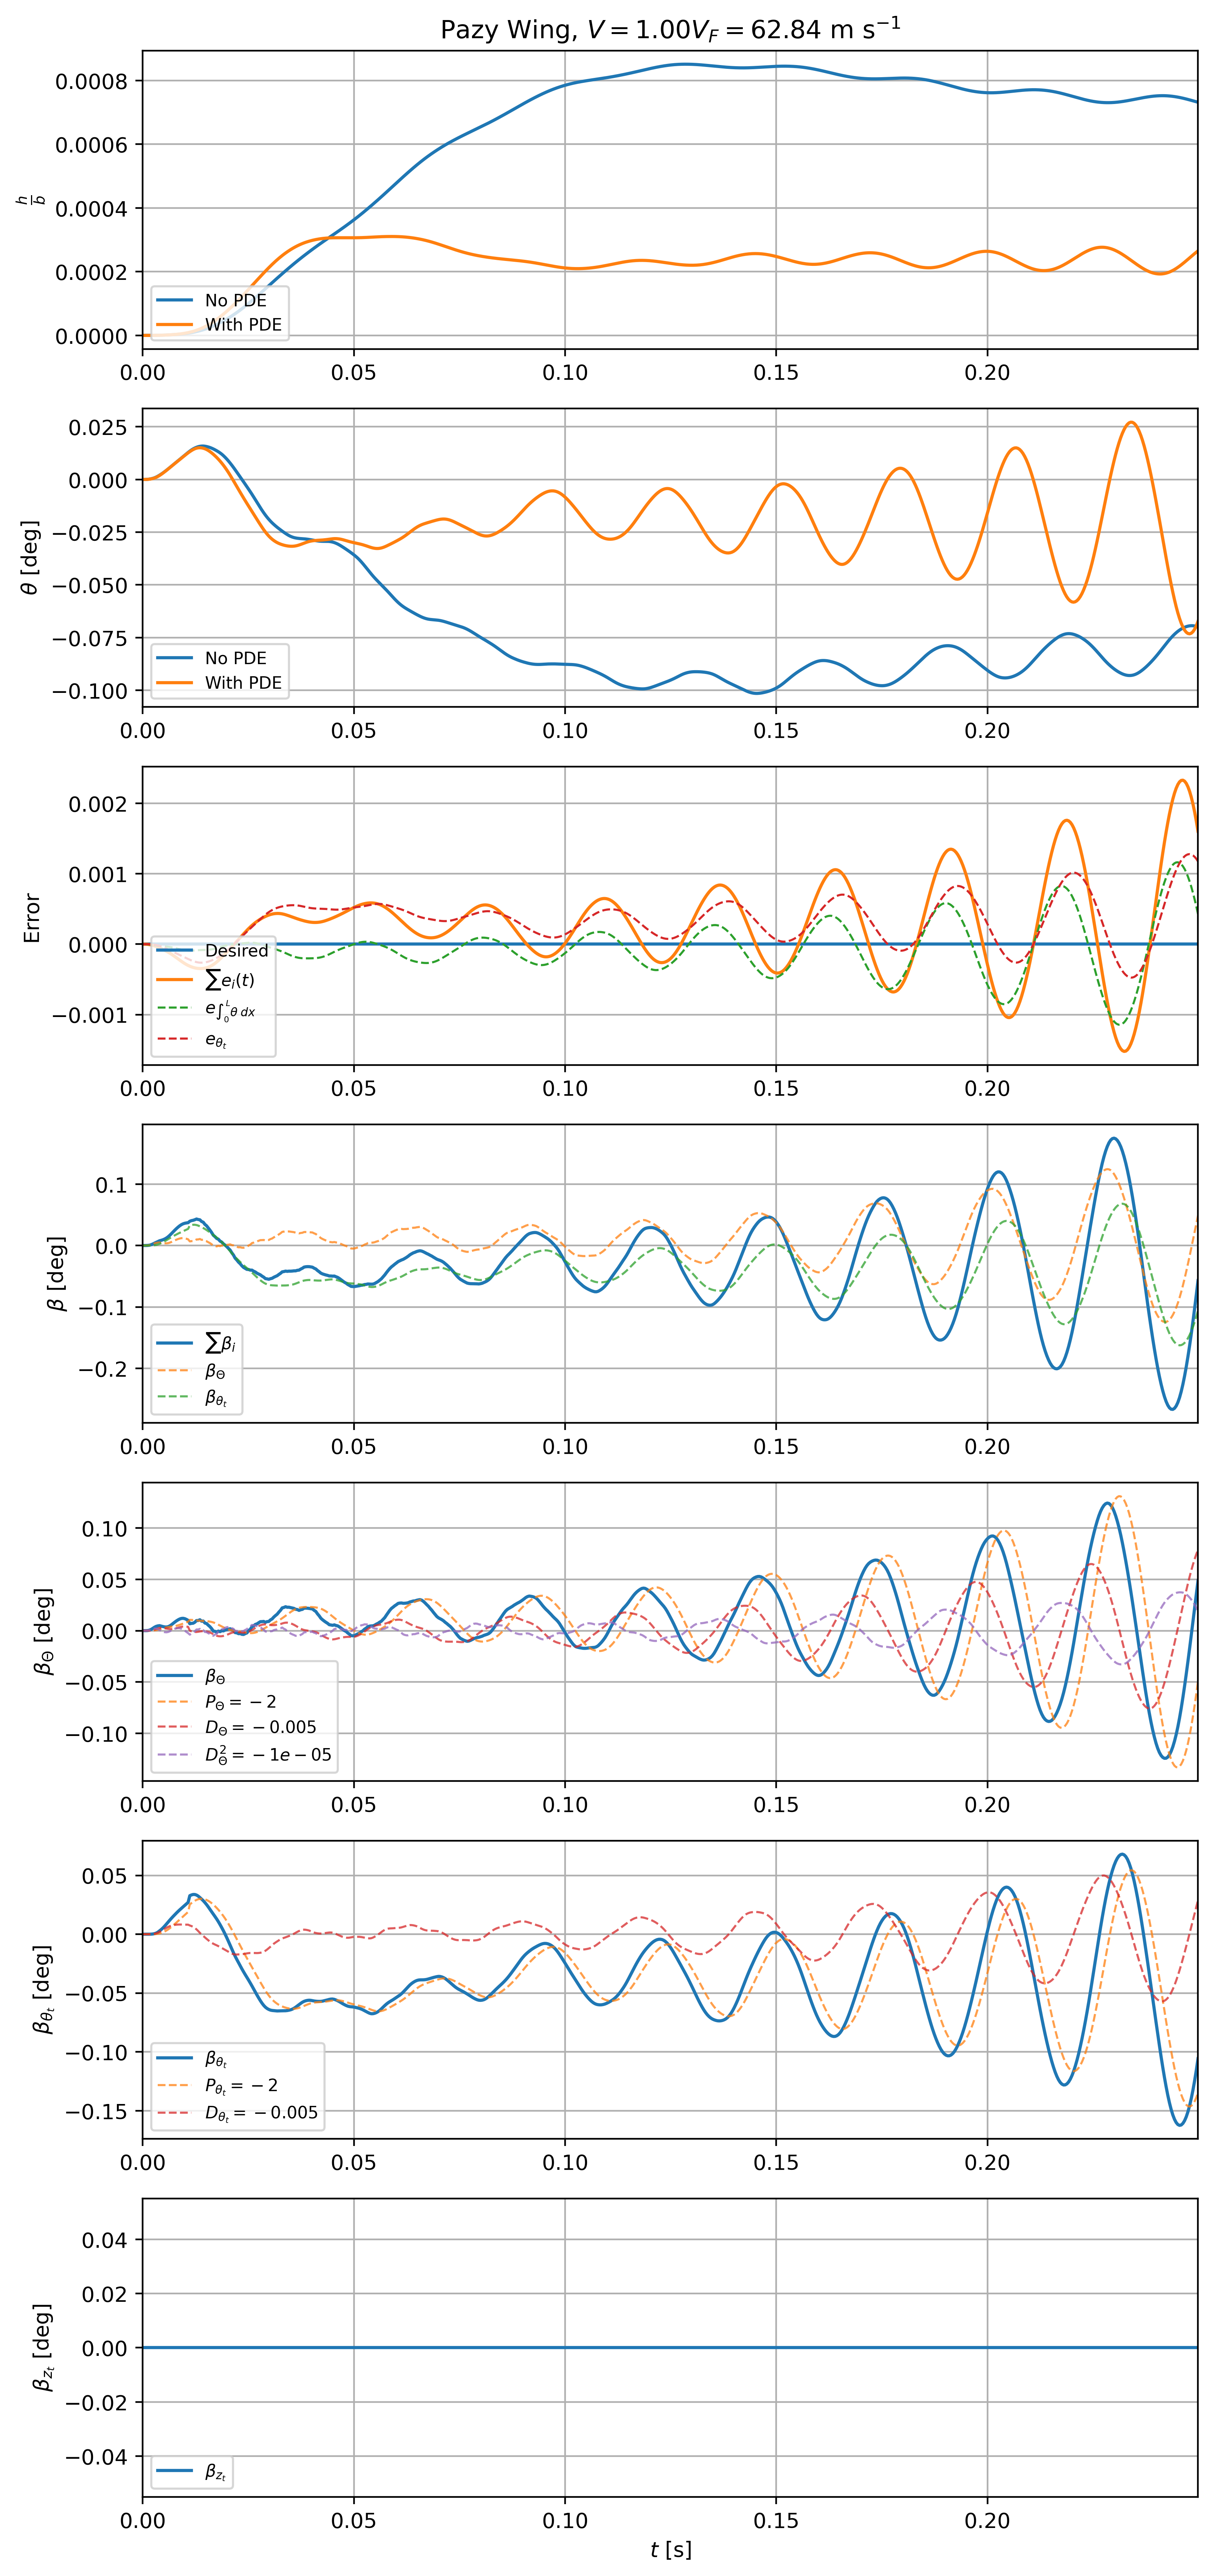 Pazy Wing, V = 1.00V_F = 62.84 m s⁻¹
h/b
0.0008
0.0006
0.0004
0.0002
0.0000
No PDE
With PDE
0.00 0.05 0.10 0.15 0.20
θ [deg]
0.025
0.000
−0.025
−0.050
−0.075
−0.100
No PDE
With PDE
0.00 0.05 0.10 0.15 0.20
Error
0.002
0.001
0.000
−0.001
Desired
∑e_i(t)
e_{∫_0^L θ dx}
e_{θ_t}
0.00 0.05 0.10 0.15 0.20
β [deg]
0.1
0.0
−0.1
−0.2
∑β_i
β_Θ
β_{θ_t}
0.00 0.05 0.10 0.15 0.20
β_Θ [deg]
0.10
0.05
0.00
−0.05
−0.10
β_Θ
P_Θ = −2
D_Θ = −0.005
D_Θ^2 = −1e−05
0.00 0.05 0.10 0.15 0.20
β_{θ_t} [deg]
0.05
0.00
−0.05
−0.10
−0.15
β_{θ_t}
P_{θ_t} = −2
D_{θ_t} = −0.005
0.00 0.05 0.10 0.15 0.20
β_{z_t} [deg]
0.04
0.02
0.00
−0.02
−0.04
β_{z_t}
0.00 0.05 0.10 0.15 0.20
t [s]